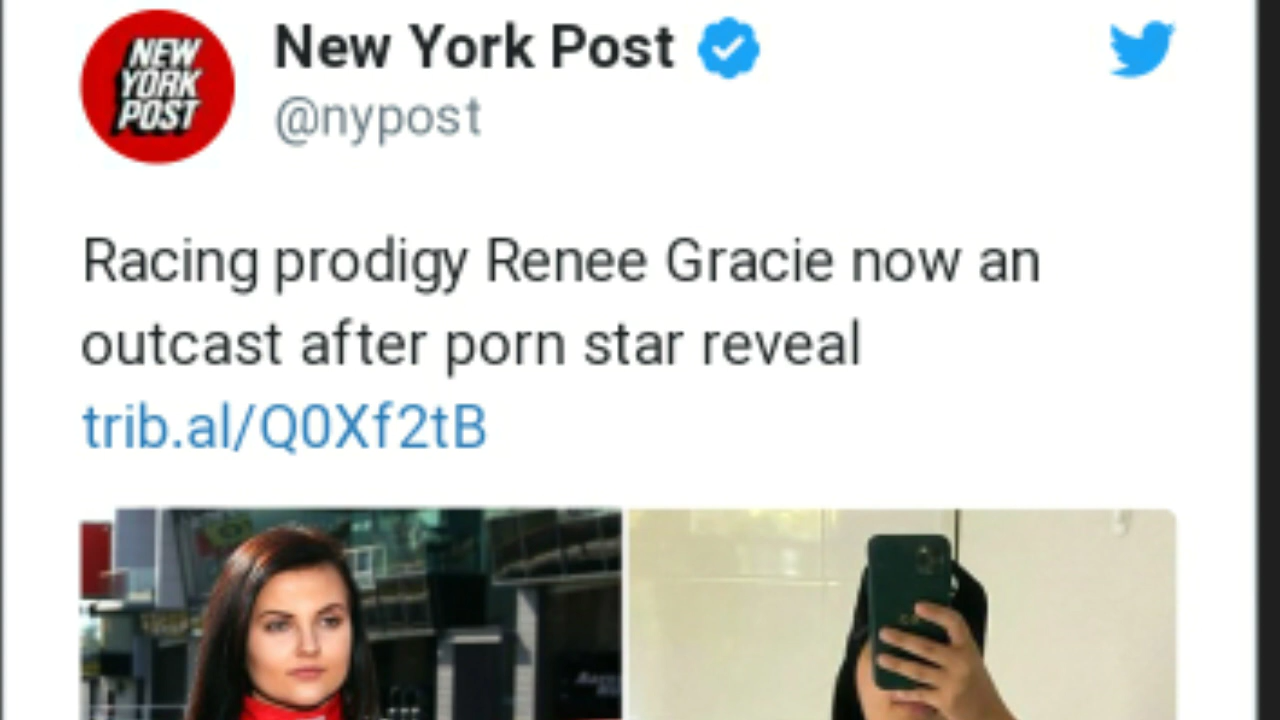 NEW
YORK
POST
New York Post
@nypost
Racing prodigy Renee Gracie now an
outcast after porn star reveal
trib.al/Q0Xf2tB